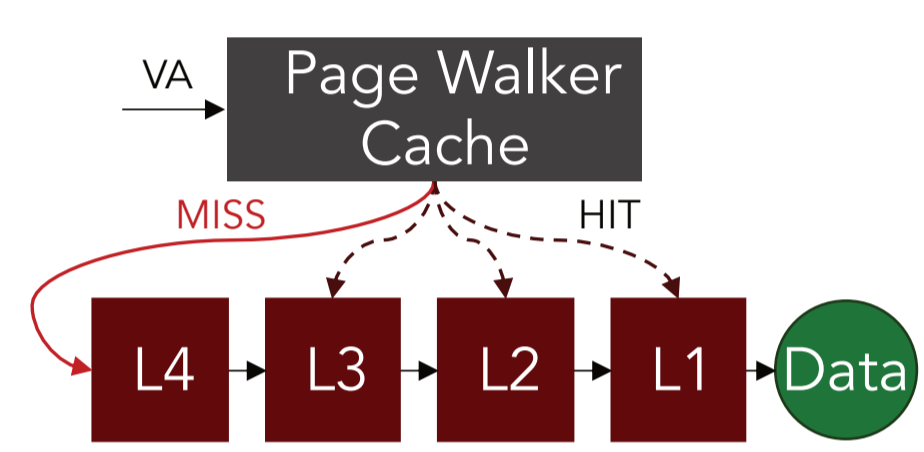 VA
Page Walker
Cache
MISS
HIT
L4
L3
L2
L1
Data